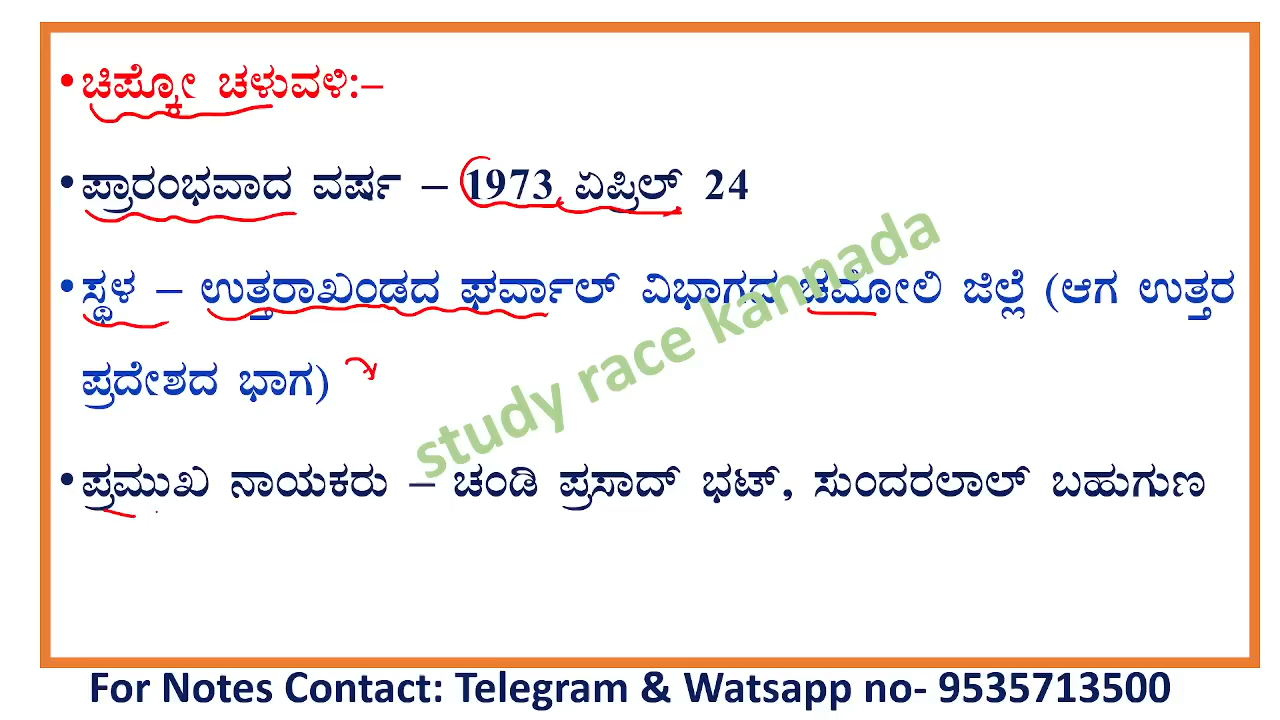 •ಚಿಪ್ಕೋ ಚಳುವಳಿ:–
•ಪ್ರಾರಂಭವಾದ ವರ್ಷ – 1973 ಏಪ್ರಿಲ್ 24
•ಸ್ಥಳ – ಉತ್ತರಾಖಂಡದ ಘರ್ವಾಲ್ ವಿಭಾಗದ ಚಮೋಲಿ ಜಿಲ್ಲೆ (ಆಗ ಉತ್ತರ
ಪ್ರದೇಶದ ಭಾಗ)
•ಪ್ರಮುಖ ನಾಯಕರು – ಚಂಡಿ ಪ್ರಸಾದ್ ಭಟ್, ಸುಂದರಲಾಲ್ ಬಹುಗುಣ
study race kannada
For Notes Contact: Telegram & Watsapp no- 9535713500